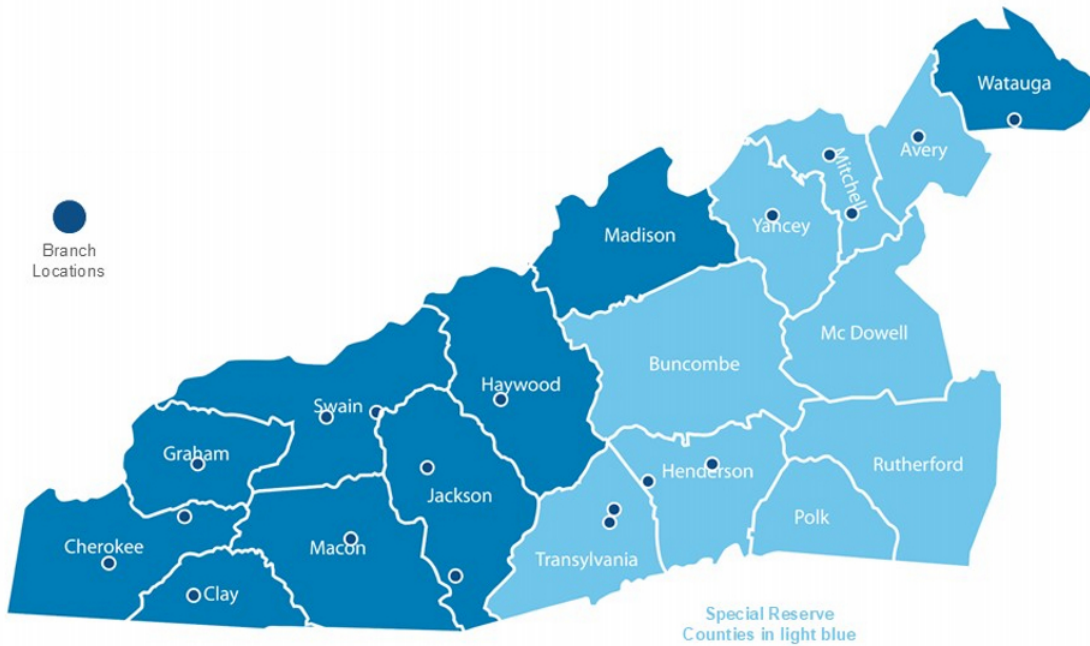 Watauga
Avery
Mitchell
Yancey
Madison
Branch
Locations
Mc Dowell
Buncombe
Haywood
Swain
Graham
Jackson
Henderson
Rutherford
Polk
Macon
Cherokee
Transylvania
Clay
Special Reserve
Counties in light blue